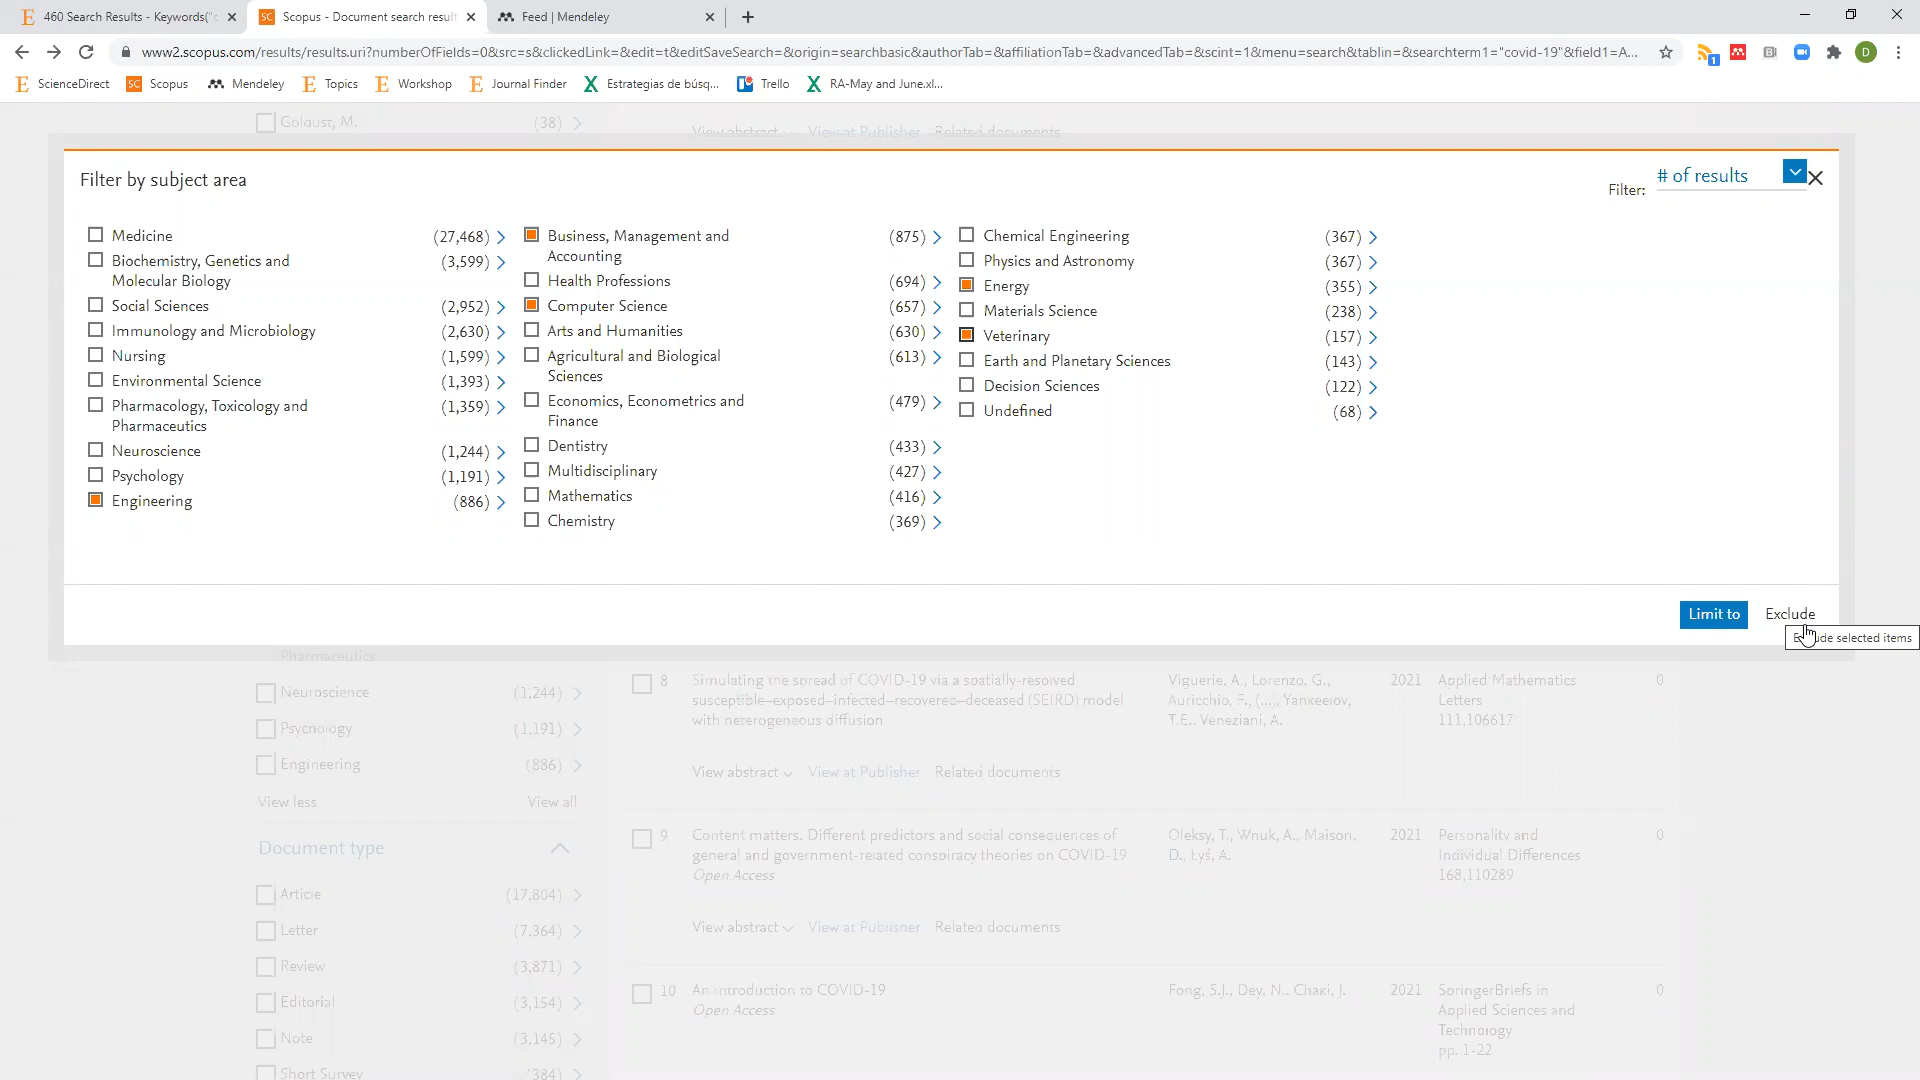 460 Search Results - Keywords("c
Scopus - Document search result
Feed | Mendeley
www2.scopus.com/results/results.uri?numberOfFields=0&src=s&clickedLink=&edit=t&editSaveSearch=&origin=searchbasic&authorTab=&affiliationTab=&advancedTab=&scint=1&menu=search&tablin=&searchterm1="covid-19"&field1=A...
1
D
ScienceDirect
SC Scopus
Mendeley
Topics
Workshop
Journal Finder
Estrategias de búsq...
Trello
RA-May and June.xl...
Golaust, M. (38)
View abstract View at Publisher Related documents
Filter by subject area
Filter: # of results
Medicine (27,468)
Biochemistry, Genetics and
Molecular Biology (3,599)
Social Sciences (2,952)
Immunology and Microbiology (2,630)
Nursing (1,599)
Environmental Science (1,393)
Pharmacology, Toxicology and
Pharmaceutics (1,359)
Neuroscience (1,244)
Psychology (1,191)
Engineering (886)
Business, Management and
Accounting (875)
Health Professions (694)
Computer Science (657)
Arts and Humanities (630)
Agricultural and Biological
Sciences (613)
Economics, Econometrics and
Finance (479)
Dentistry (433)
Multidisciplinary (427)
Mathematics (416)
Chemistry (369)
Chemical Engineering (367)
Physics and Astronomy (367)
Energy (355)
Materials Science (238)
Veterinary (157)
Earth and Planetary Sciences (143)
Decision Sciences (122)
Undefined (68)
Limit to
Exclude
selected items
Pharmaceutics
Neuroscience (1,244)
Psychology (1,191)
Engineering (886)
View less View all
Document type
Article (17,804)
Letter (7,364)
Review (3,871)
Editorial (3,154)
Note (3,145)
Short Survey (384)
8 Simulating the spread of COVID-19 via a spatially-resolved
susceptible–exposed–infected–recovered–deceased (SEIRD) model
with heterogeneous diffusion
Viguerie, A., Lorenzo, G.,
Auricchio, F., (...), Yankeelov,
T.E., Veneziani, A.
2021
Applied Mathematics
Letters
111,106617
0
View abstract View at Publisher Related documents
9 Content matters. Different predictors and social consequences of
general and government-related conspiracy theories on COVID-19
Open Access
Oleksy, T., Wnuk, A., Maison,
D., Łyś, A.
2021
Personality and
Individual Differences
168,110289
0
View abstract View at Publisher Related documents
10 An introduction to COVID-19
Open Access
Fong, S.J., Dey, N., Chaki, J.
2021
SpringerBriefs in
Applied Sciences and
Technology
pp. 1-22
0